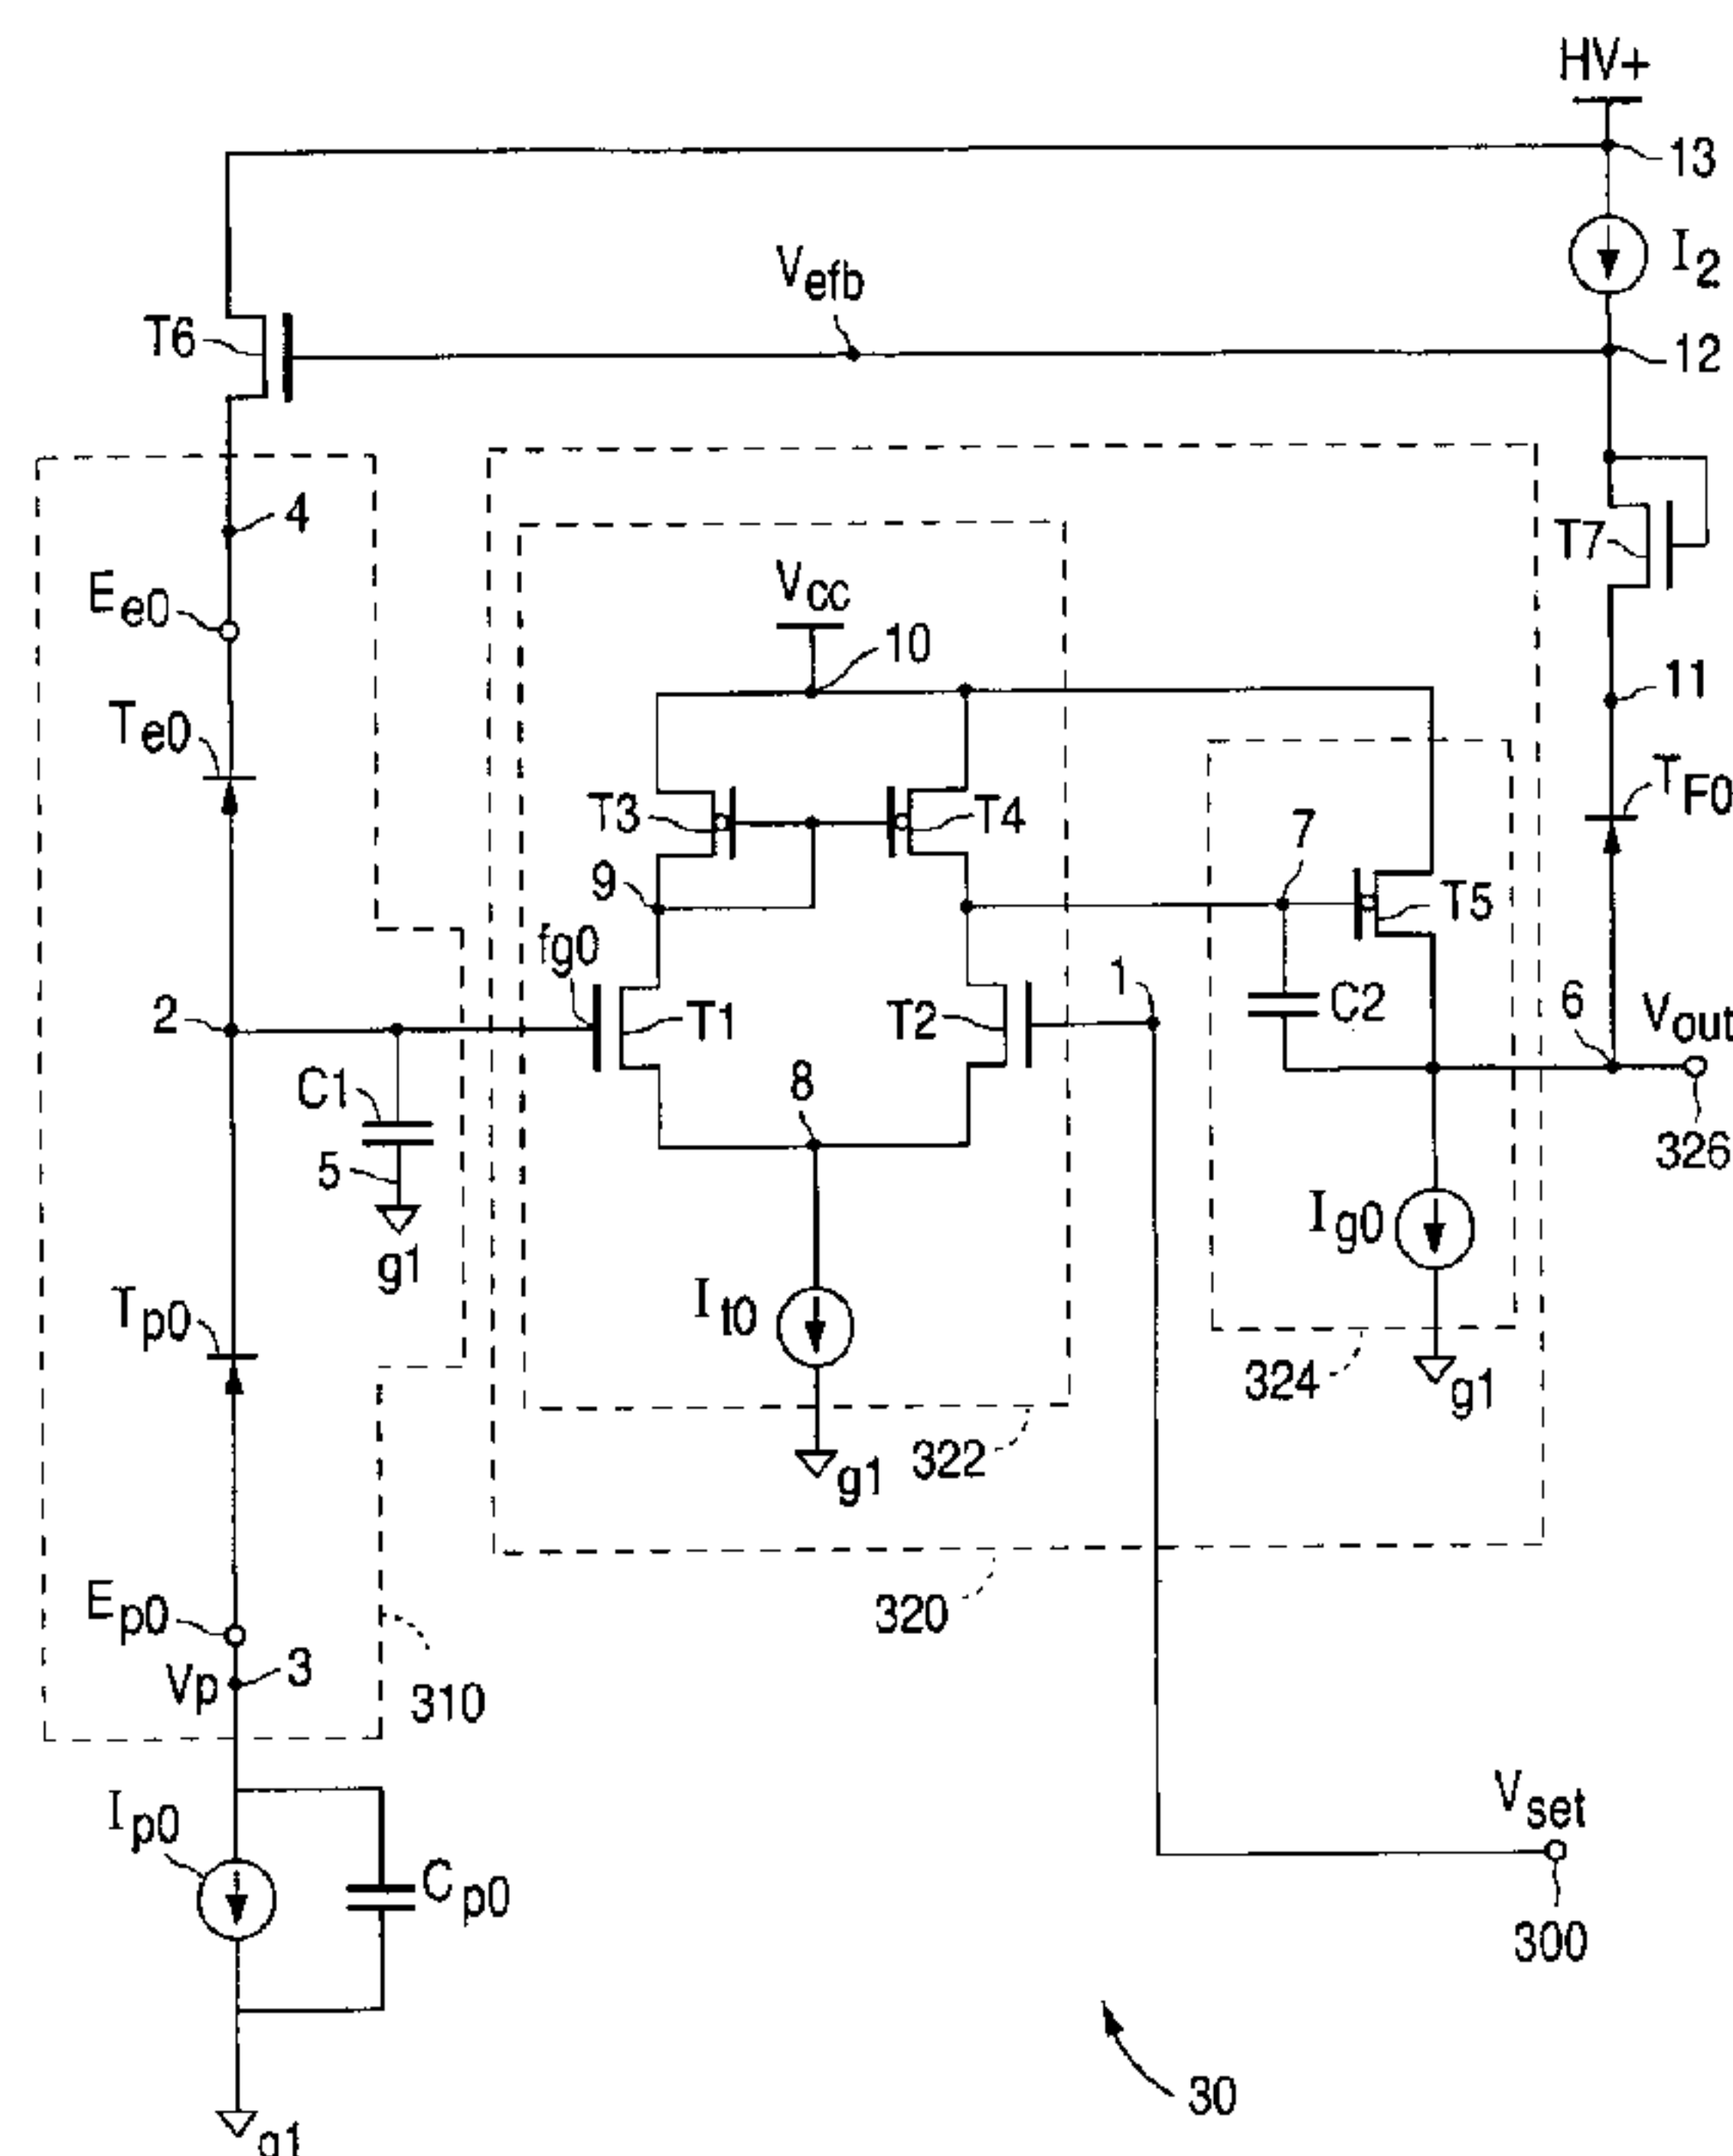 HV+
13
I2
Vefb
T6
12
4
T7
Ee0
Vcc
10
11
Te0
TF0
T3
T4
7
9
T5
fg0
1
2
T1
T2
C2
6
Vout
C1
8
5
326
g1
It0
Ig0
Tp0
324
g1
322
g1
320
Ep0
Vp
3
310
Ip0
Cp0
Vset
300
30
g1